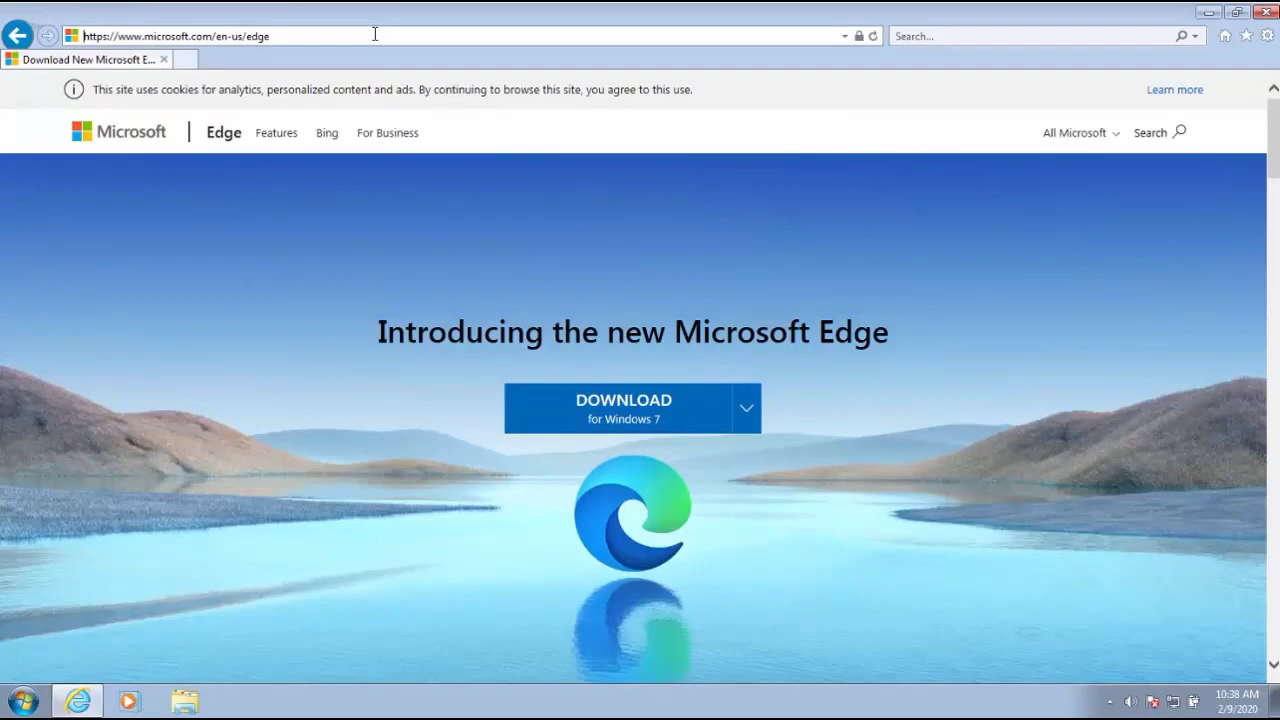 https://www.microsoft.com/en-us/edge
Search...
Download New Microsoft E...
This site uses cookies for analytics, personalized content and ads. By continuing to browse this site, you agree to this use.
Learn more
Microsoft
Edge
Features
Bing
For Business
All Microsoft
Search
Introducing the new Microsoft Edge
DOWNLOAD
for Windows 7
10:38 AM
2/9/2020